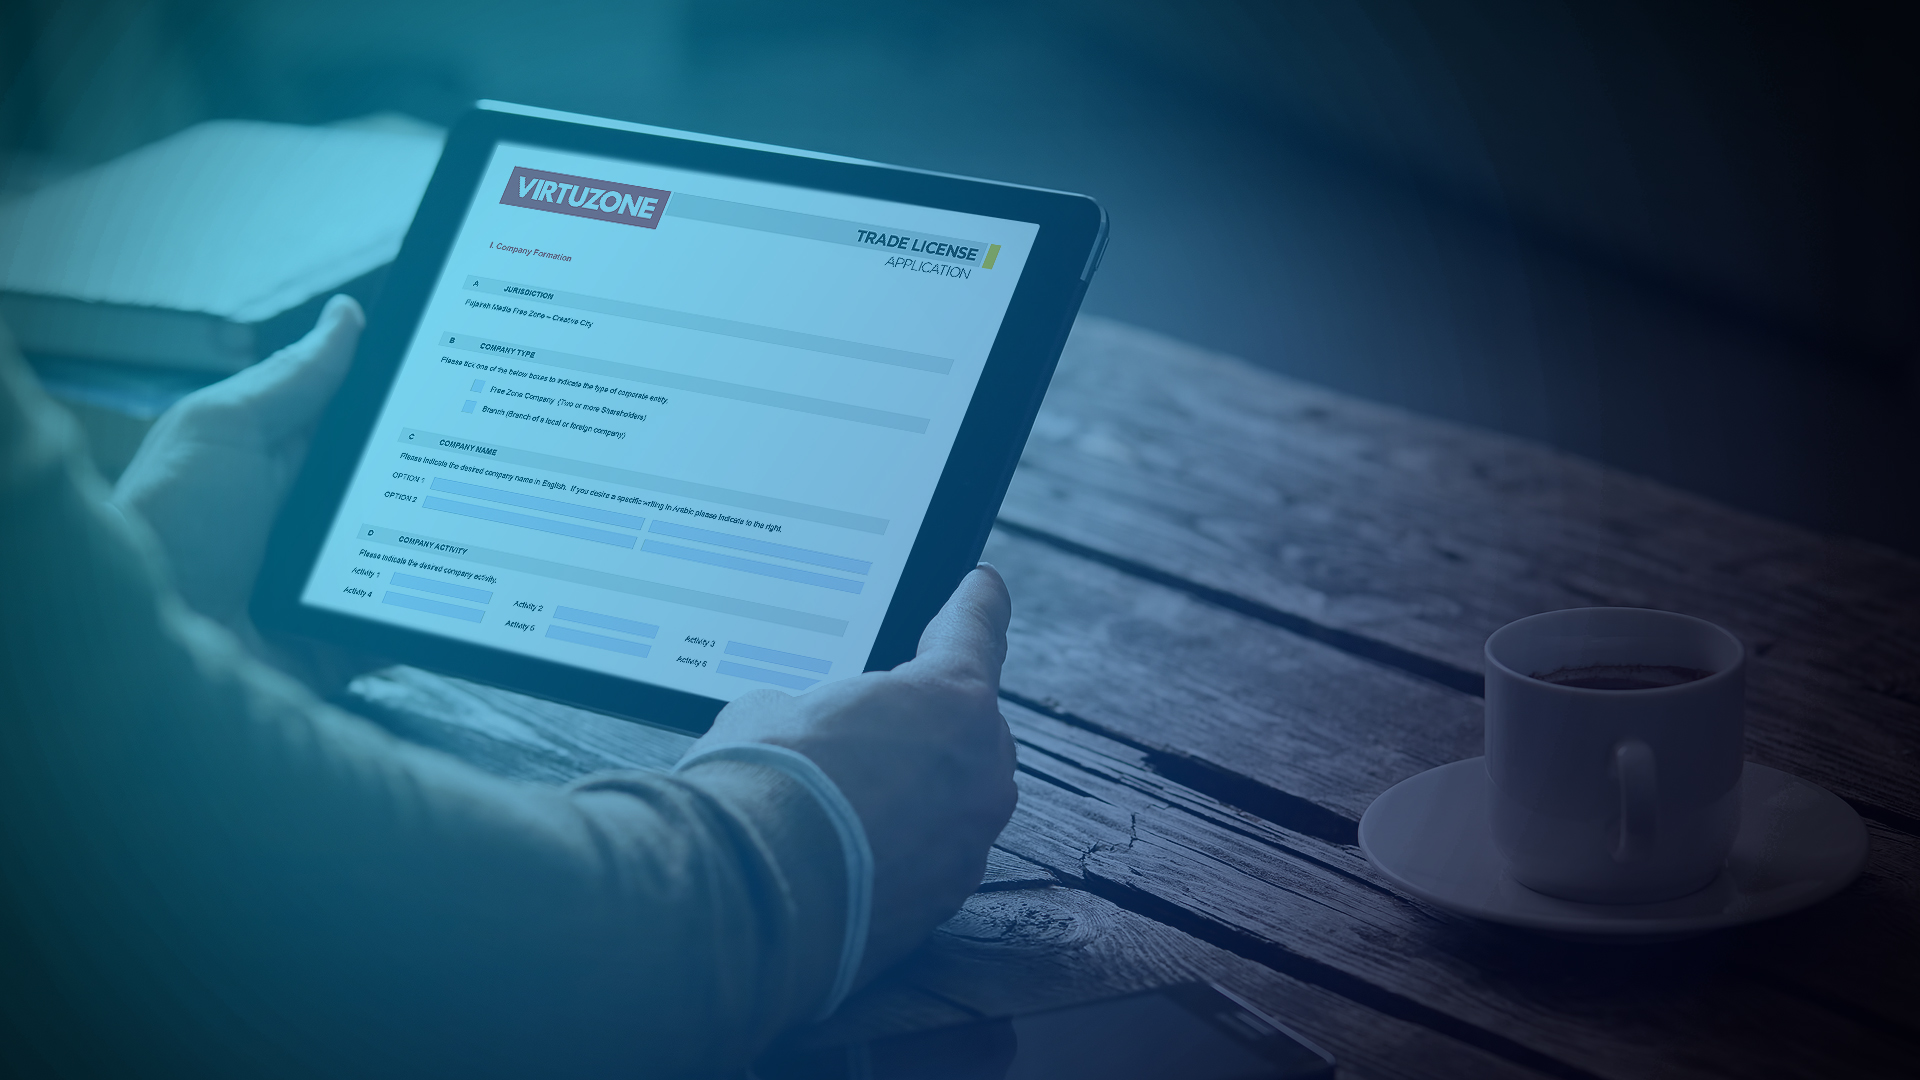 VIRTUZONE
TRADE LICENSE
APPLICATION
I. Company Formation
A JURISDICTION
Fujairah Media Free Zone – Creative City
B COMPANY TYPE
Please tick one of the below boxes to indicate the type of corporate entity.
Free Zone Company (Two or more Shareholders)
Branch (Branch of a local or foreign company)
C COMPANY NAME
Please indicate the desired company name in English. If you desire a specific writing in Arabic please indicate to the right.
OPTION 1
OPTION 2
D COMPANY ACTIVITY
Please indicate the desired company activity.
Activity 1 Activity 2 Activity 3
Activity 4 Activity 5 Activity 6